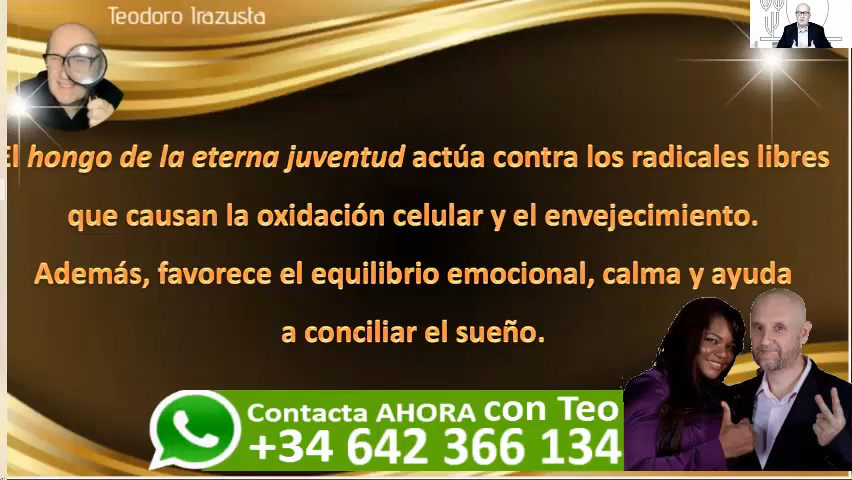 Teodoro Irazusta
El hongo de la eterna juventud actúa contra los radicales libres
que causan la oxidación celular y el envejecimiento.
Además, favorece el equilibrio emocional, calma y ayuda
a conciliar el sueño.
Contacta AHORA con Teo
+34 642 366 134